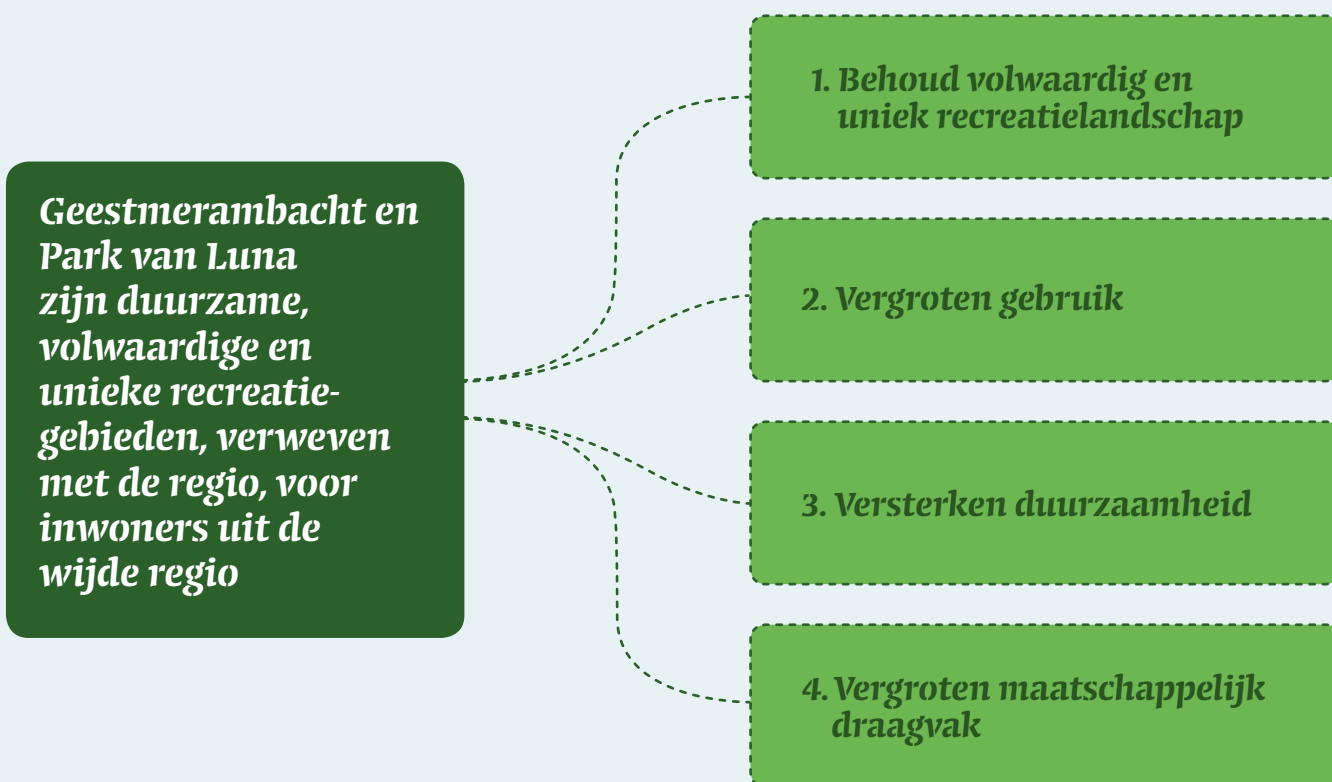 Geestmerambacht en
Park van Luna
zijn duurzame,
volwaardige en
unieke recreatie-
gebieden, verweven
met de regio, voor
inwoners uit de
wijde regio
1. Behoud volwaardig en
uniek recreatielandschap
2. Vergroten gebruik
3. Versterken duurzaamheid
4. Vergroten maatschappelijk
draagvak